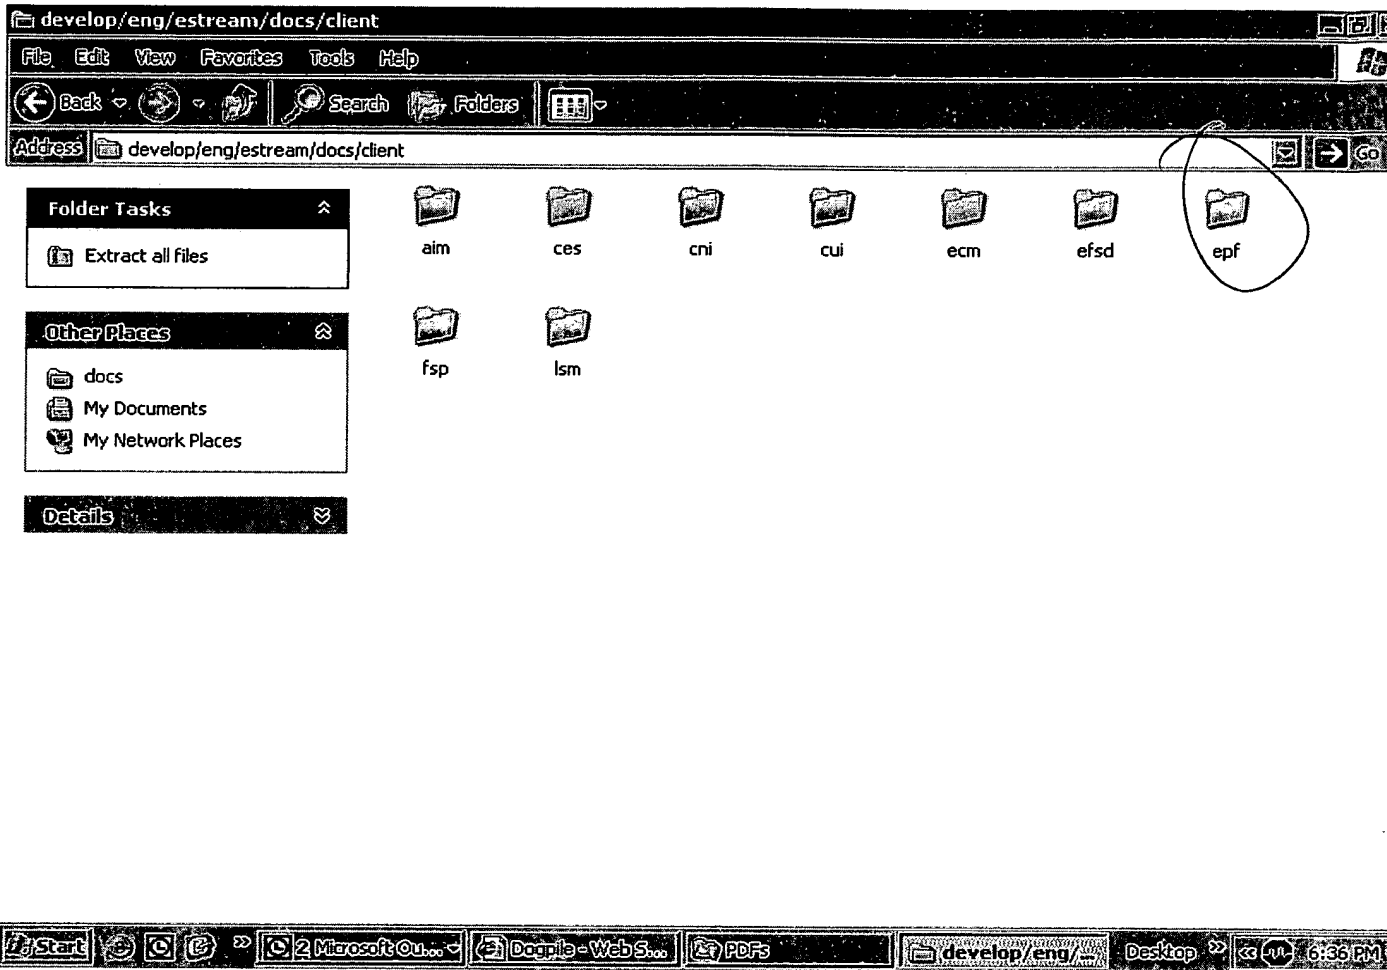 develop/eng/estream/docs/client
File Edit View Favorites Tools Help
Back Search Folders
Address develop/eng/estream/docs/client Go
Folder Tasks
Extract all files
Other Places
docs
My Documents
My Network Places
Details
aim ces cni cui ecm efsd epf
fsp lsm
Start 2 Microsoft Ou... Dogpile - Web S... PDFs develop/eng/... Desktop 6:36 PM